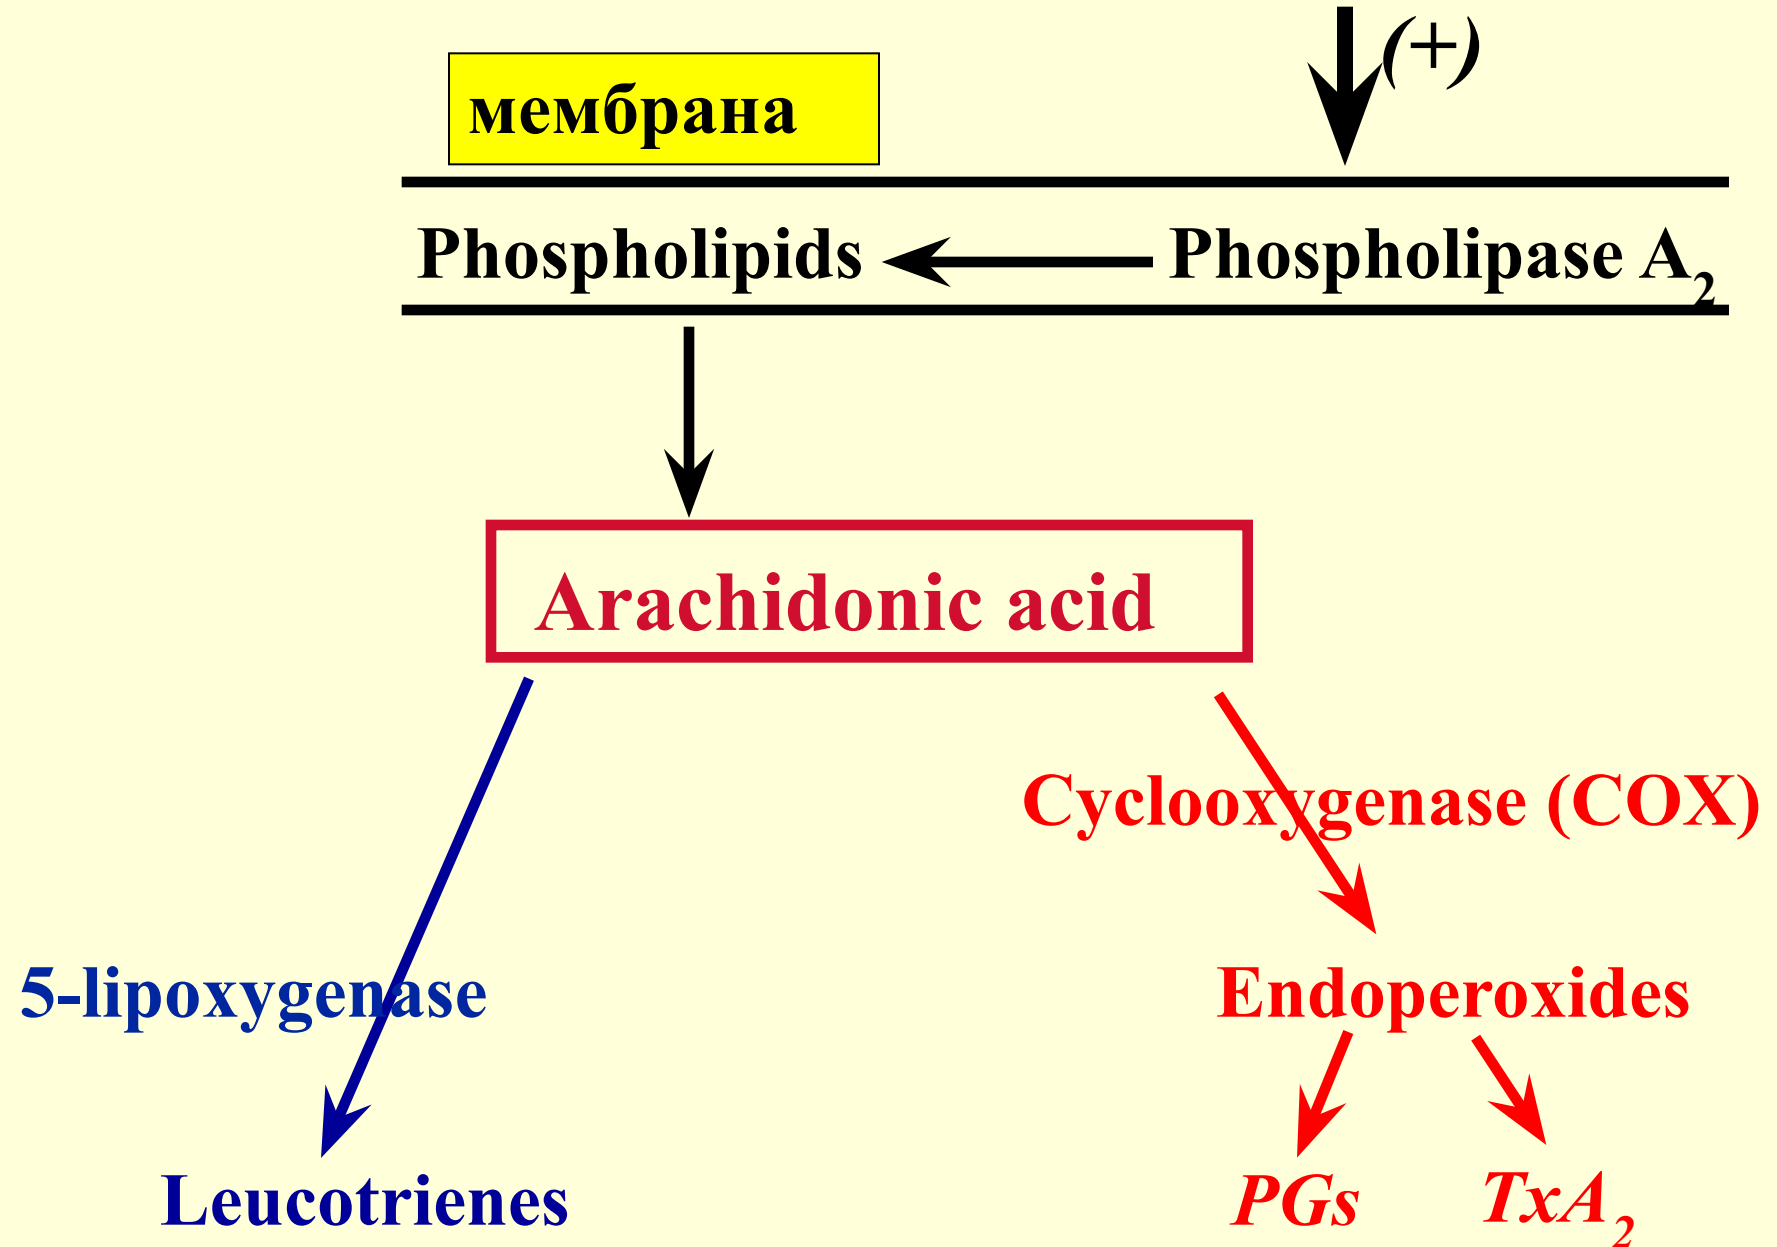 (+)
мембрана
Phospholipids Phospholipase A₂
Arachidonic acid
Cyclooxygenase (COX)
5-lipoxygenase Endoperoxides
Leucotrienes PGs TxA₂